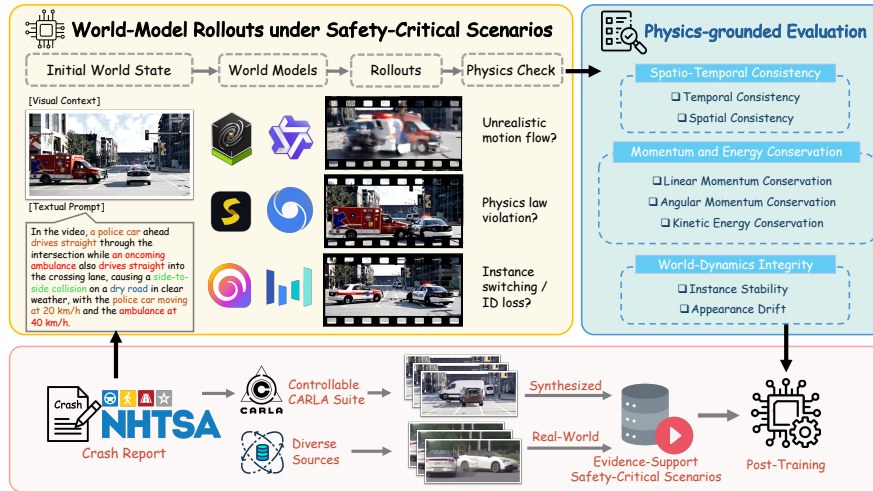 World-Model Rollouts under Safety-Critical Scenarios
Initial World State
World Models
Rollouts
Physics Check
[Visual Context]
[Textual Prompt]
In the video, a police car ahead
drives straight through the
intersection while an oncoming
ambulance also drives straight into
the crossing lane, causing a side-to-
side collision on a dry road in clear
weather, with the police car moving
at 20 km/h and the ambulance at
40 km/h.
Unrealistic
motion flow?
Physics law
violation?
Instance
switching /
ID loss?
Physics-grounded Evaluation
Spatio-Temporal Consistency
❑ Temporal Consistency
❑ Spatial Consistency
Momentum and Energy Conservation
❑ Linear Momentum Conservation
❑ Angular Momentum Conservation
❑ Kinetic Energy Conservation
World-Dynamics Integrity
❑ Instance Stability
❑ Appearance Drift
Crash
NHTSA
Crash Report
CARLA
Controllable
CARLA Suite
Diverse
Sources
Synthesized
Real-World
Evidence-Support
Safety-Critical Scenarios
Post-Training